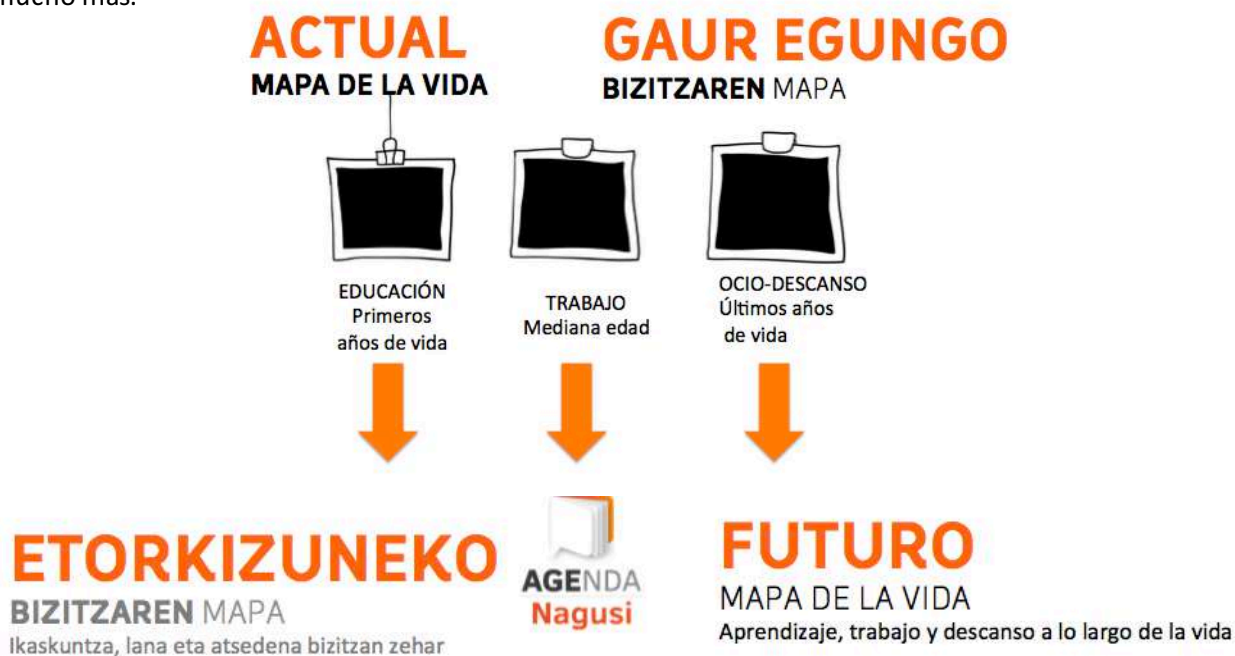 mucho más.
ACTUAL
MAPA DE LA VIDA
GAUR EGUNGO
BIZITZAREN MAPA
EDUCACIÓN
Primeros
años de vida
TRABAJO
Mediana edad
OCIO-DESCANSO
Últimos años
de vida
ETORKIZUNEKO
BIZITZAREN MAPA
Ikaskuntza, lana eta atsedena bizitzan zehar
AGENDA
Nagusi
FUTURO
MAPA DE LA VIDA
Aprendizaje, trabajo y descanso a lo largo de la vida